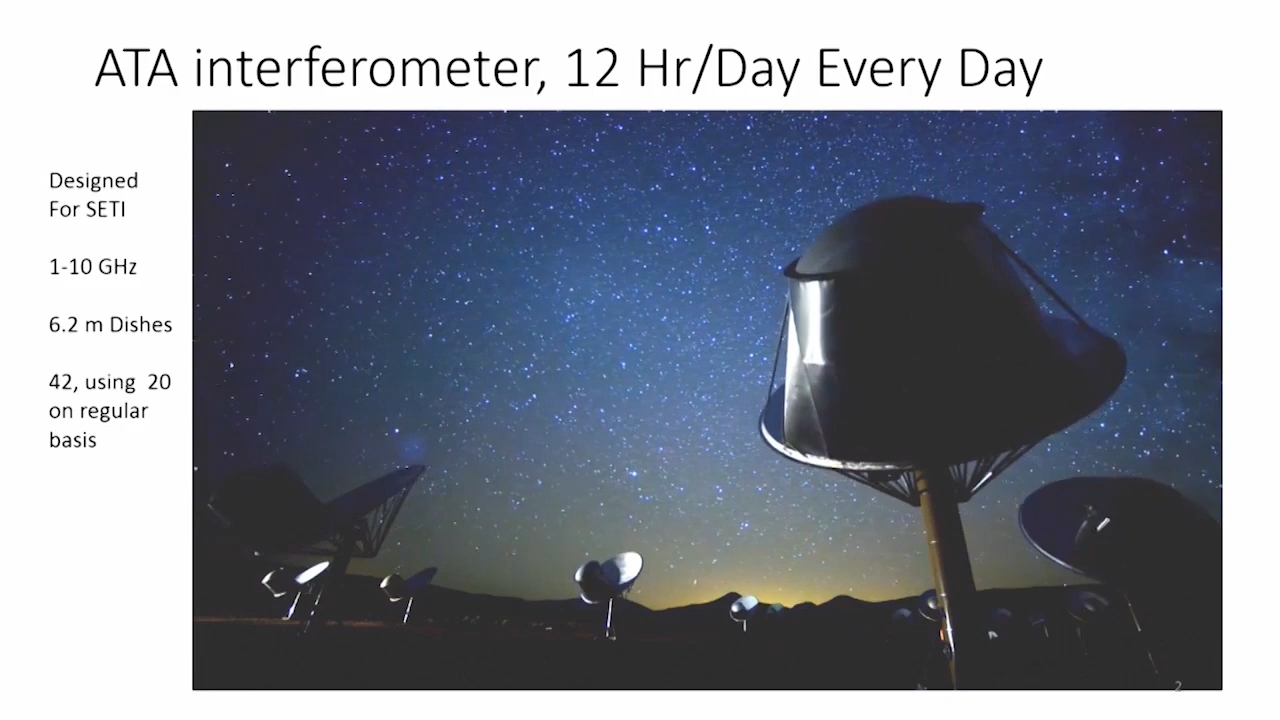 ATA interferometer, 12 Hr/Day Every Day
Designed
For SETI
1-10 GHz
6.2 m Dishes
42, using 20
on regular
basis
2